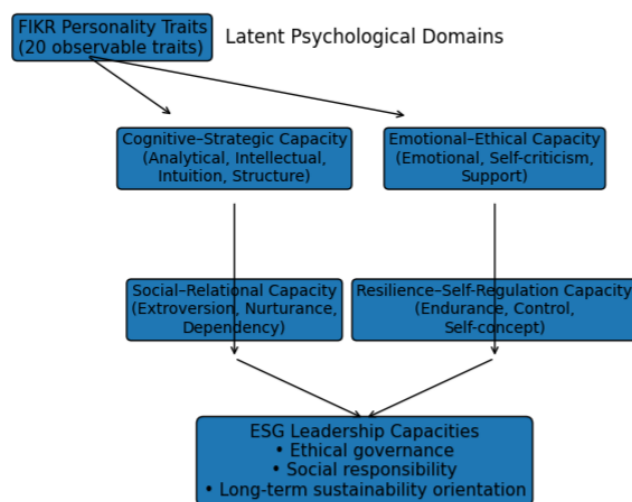 FIKR Personality Traits
(20 observable traits)
Latent Psychological Domains
Cognitive–Strategic Capacity
(Analytical, Intellectual,
Intuition, Structure)
Emotional–Ethical Capacity
(Emotional, Self-criticism,
Support)
Social–Relational Capacity
(Extroversion, Nurturance,
Dependency)
Resilience–Self-Regulation Capacity
(Endurance, Control,
Self-concept)
ESG Leadership Capacities
• Ethical governance
• Social responsibility
• Long-term sustainability orientation